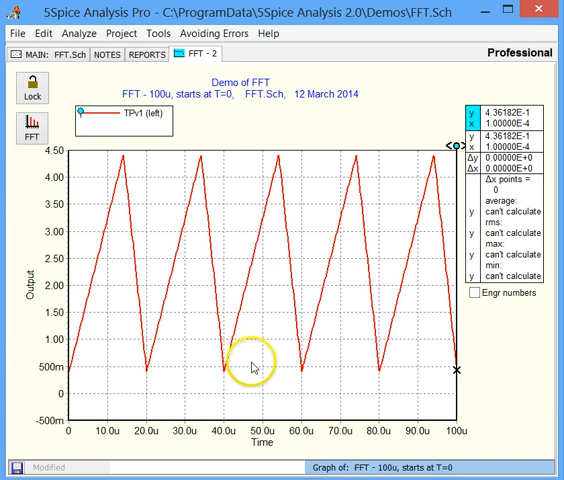 5Spice Analysis Pro - C:\ProgramData\5Spice Analysis 2.0\Demos\FFT.Sch
File Edit Analyze Project Tools Avoiding Errors Help
MAIN: FFT.Sch NOTES REPORTS FFT - 2
Professional
Lock
FFT
Demo of FFT
FFT - 100u, starts at T=0, FFT.Sch, 12 March 2014
TPv1 (left)
y 4.36182E-1
x 1.00000E-4
y 4.36182E-1
x 1.00000E-4
Δy 0.00000E+0
Δx 0.00000E+0
Δx points =
0
average:
y can't calculate
rms:
y can't calculate
max:
y can't calculate
min:
y can't calculate
Engr numbers
4.50
4.00
3.50
3.00
2.50
2.00
1.50
1.00
500m
0
-500m
Output
0 10.0u 20.0u 30.0u 40.0u 50.0u 60.0u 70.0u 80.0u 90.0u 100u
Time
Modified
Graph of: FFT - 100u, starts at T=0